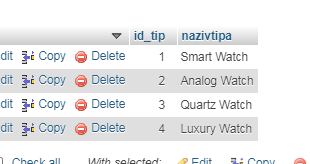 id_tip nazivtipa
dit Copy Delete 1 Smart Watch
dit Copy Delete 2 Analog Watch
dit Copy Delete 3 Quartz Watch
dit Copy Delete 4 Luxury Watch
Check all With selected: Edit Copy